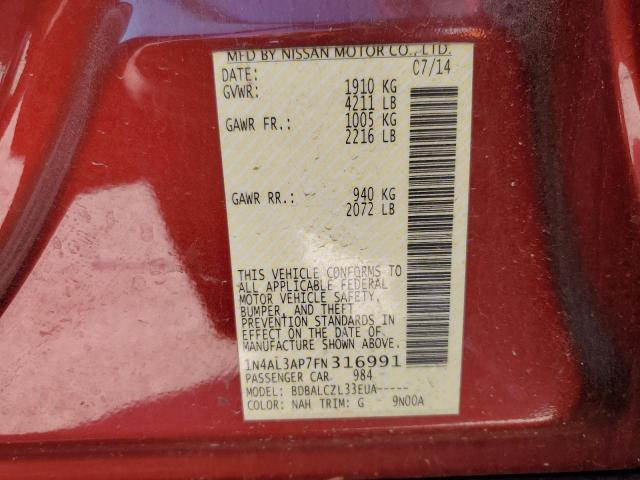 MFD BY NISSAN MOTOR CO., LTD.
DATE: 07/14
GVWR: 1910 KG
4211 LB
GAWR FR.: 1005 KG
2216 LB
GAWR RR.: 940 KG
2072 LB
THIS VEHICLE CONFORMS TO
ALL APPLICABLE FEDERAL
MOTOR VEHICLE SAFETY,
BUMPER, AND THEFT
PREVENTION STANDARDS IN
EFFECT ON THE DATE OF
MANUFACTURE SHOWN ABOVE.
1N4AL3AP7FN316991
PASSENGER CAR 984
MODEL: BDBALCZL33EUA-----
COLOR: NAH TRIM: G 9N00A